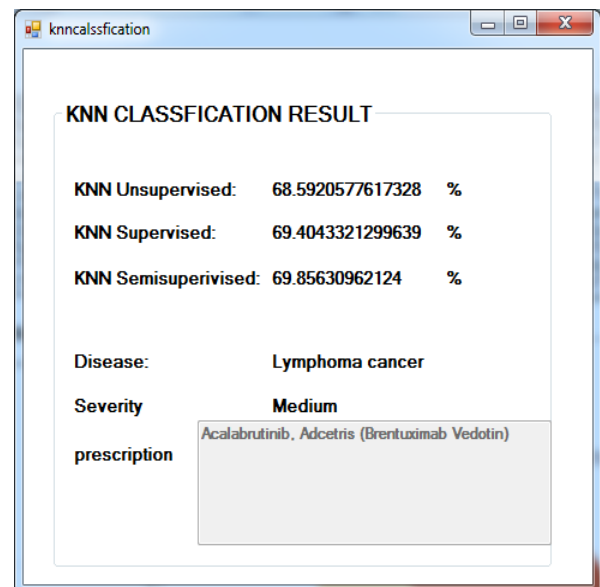 knncalssfication
KNN CLASSFICATION RESULT
KNN Unsupervised: 68.5920577617328 %
KNN Supervised: 69.4043321299639 %
KNN Semisuperivised: 69.85630962124 %
Disease: Lymphoma cancer
Severity Medium
Acalabrutinib, Adcetris (Brentuximab Vedotin)
prescription